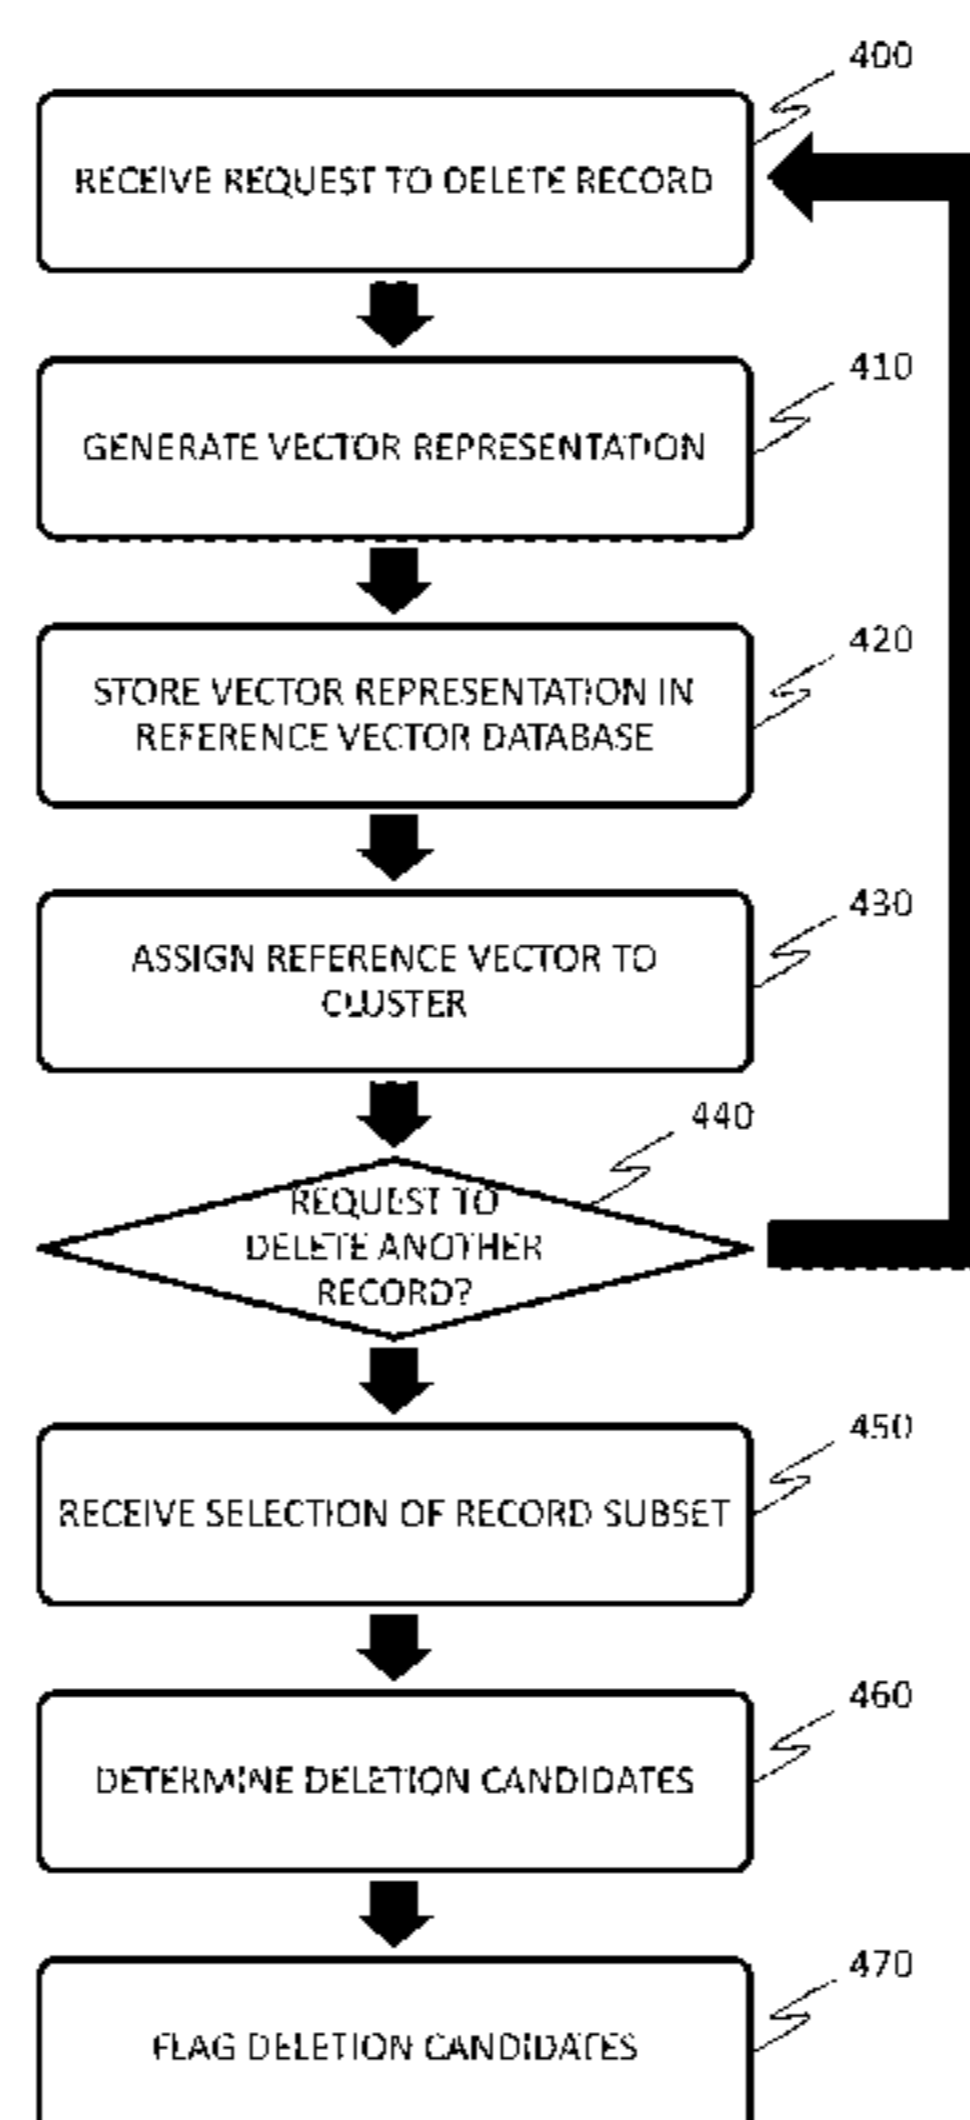 400
RECEIVE REQUEST TO DELETE RECORD
410
GENERATE VECTOR REPRESENTATION
420
STORE VECTOR REPRESENTATION IN
REFERENCE VECTOR DATABASE
430
ASSIGN REFERENCE VECTOR TO
CLUSTER
440
REQUEST TO
DELETE ANOTHER
RECORD?
450
RECEIVE SELECTION OF RECORD SUBSET
460
DETERMINE DELETION CANDIDATES
470
FLAG DELETION CANDIDATES